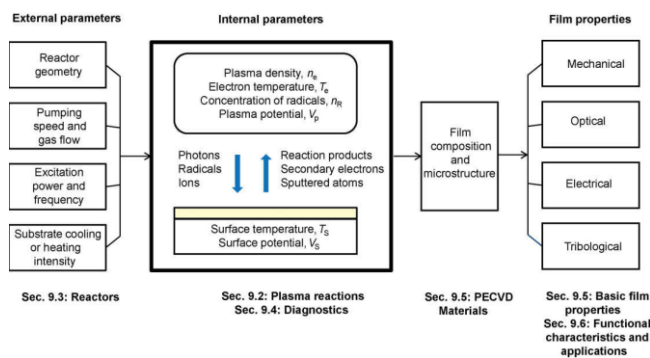 External parameters
Reactor
geometry
Pumping
speed and
gas flow
Excitation
power and
frequency
Substrate cooling
or heating
intensity
Sec. 9.3: Reactors
Internal parameters
Plasma density, nₑ
Electron temperature, Tₑ
Concentration of radicals, n_R
Plasma potential, Vₚ
Photons
Radicals
Ions
Reaction products
Secondary electrons
Sputtered atoms
Surface temperature, T_S
Surface potential, V_S
Sec. 9.2: Plasma reactions
Sec. 9.4: Diagnostics
Film
composition
and
microstructure
Sec. 9.5: PECVD
Materials
Film properties
Mechanical
Optical
Electrical
Tribological
Sec. 9.5: Basic film
properties
Sec. 9.6: Functional
characteristics and
applications